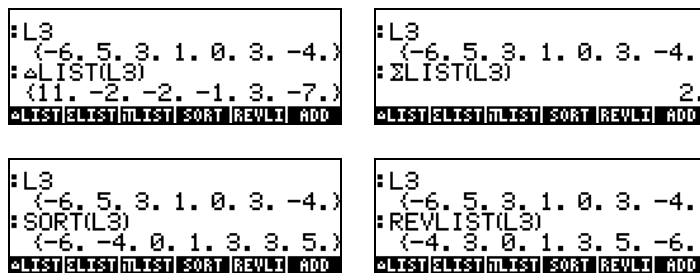 :L3
{-6. 5. 3. 1. 0. 3. -4.}
:ΔLIST(L3)
{11. -2. -2. -1. 3. -7.}
ΔLIST ΣLIST ΠLIST SORT REVLI ADD
:L3
{-6. 5. 3. 1. 0. 3. -4.
:ΣLIST(L3)
2.
ΔLIST ΣLIST ΠLIST SORT REVLI ADD
:L3
{-6. 5. 3. 1. 0. 3. -4.}
:SORT(L3)
{-6. -4. 0. 1. 3. 3. 5.}
ΔLIST ΣLIST ΠLIST SORT REVLI ADD
:L3
{-6. 5. 3. 1. 0. 3. -4.
:REVLIST(L3)
{-4. 3. 0. 1. 3. 5. -6.
ΔLIST ΣLIST ΠLIST SORT REVLI ADD